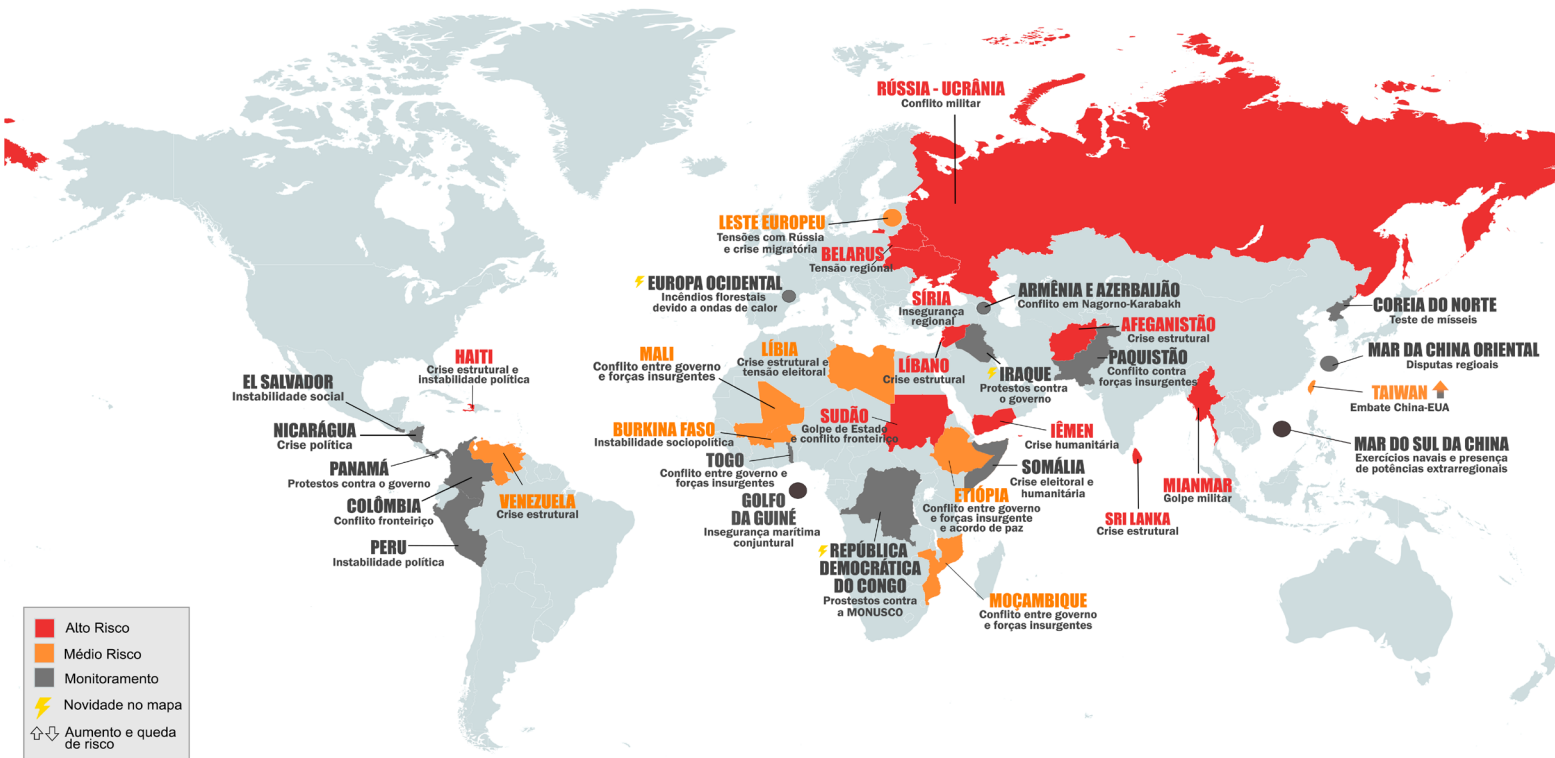 RÚSSIA - UCRÂNIA
Conflito militar
LESTE EUROPEU
Tensões com Rússia
e crise migratória
BELARUS
Tensão regional
EUROPA OCIDENTAL
Incêndios florestais
devido a ondas de calor
SÍRIA
Insegurança
regional
ARMÊNIA E AZERBAIJÃO
Conflito em Nagorno-Karabakh
COREIA DO NORTE
Teste de mísseis
AFEGANISTÃO
Crise estrutural
MAR DA CHINA ORIENTAL
Disputas regioais
PAQUISTÃO
Conflito contra
forças insurgentes
HAITI
Crise estrutural e
instabilidade política
MALI
Conflito entre governo
e forças insurgentes
LÍBIA
Crise estrutural e
tensão eleitoral
LÍBANO
Crise estrutural
IRAQUE
Protestos contra
o governo
EL SALVADOR
Instabilidade social
TAIWAN
Embate China-EUA
NICARÁGUA
Crise política
BURKINA FASO
Instabilidade sociopolítica
SUDÃO
Golpe de Estado
e conflito fronteiriço
IÊMEN
Crise humanitária
MAR DO SUL DA CHINA
Exercícios navais e presença
de potências extrarregionais
PANAMÁ
Protestos contra o governo
TOGO
Conflito entre governo e
forças insurgentes
SOMÁLIA
Crise eleitoral e
humanitária
MIANMAR
Golpe militar
COLÔMBIA
Conflito fronteiriço
VENEZUELA
Crise estrutural
GOLFO
DA GUINÉ
Insegurança marítima
conjuntural
ETIÓPIA
Conflito entre governo
e forças insurgente
e acordo de paz
SRI LANKA
Crise estrutural
PERU
Instabilidade política
REPÚBLICA
DEMOCRÁTICA
DO CONGO
Prostestos contra
a MONUSCO
MOÇAMBIQUE
Conflito entre governo
e forças insurgentes
Alto Risco
Médio Risco
Monitoramento
Novidade no mapa
Aumento e queda
de risco